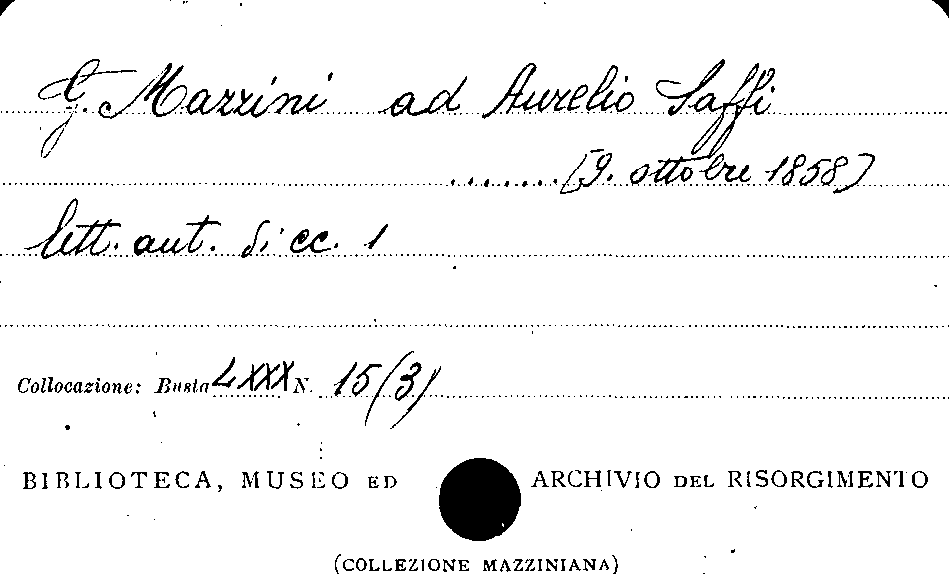 G. Mazzini ad Aurelio Saffi
....... [9. ottobre 1858]
lett. aut. di cc. 1
Collocazione: Busta LXXX N. 15(3)
BIBLIOTECA, MUSEO ED ARCHIVIO DEL RISORGIMENTO
(COLLEZIONE MAZZINIANA)